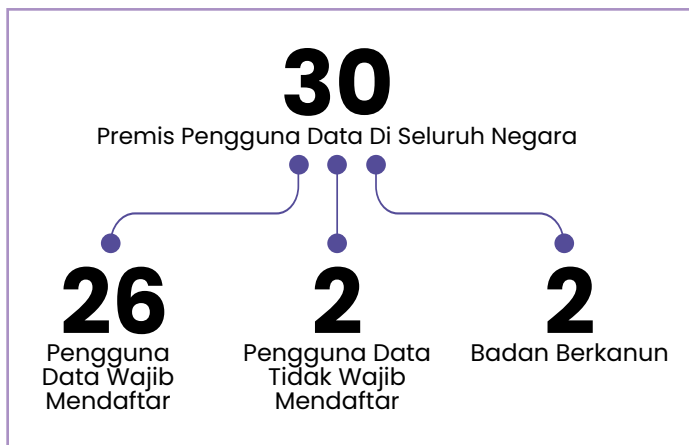 30
Premis Pengguna Data Di Seluruh Negara
26
Pengguna
Data Wajib
Mendaftar
2
Pengguna Data
Tidak Wajib
Mendaftar
2
Badan Berkanun